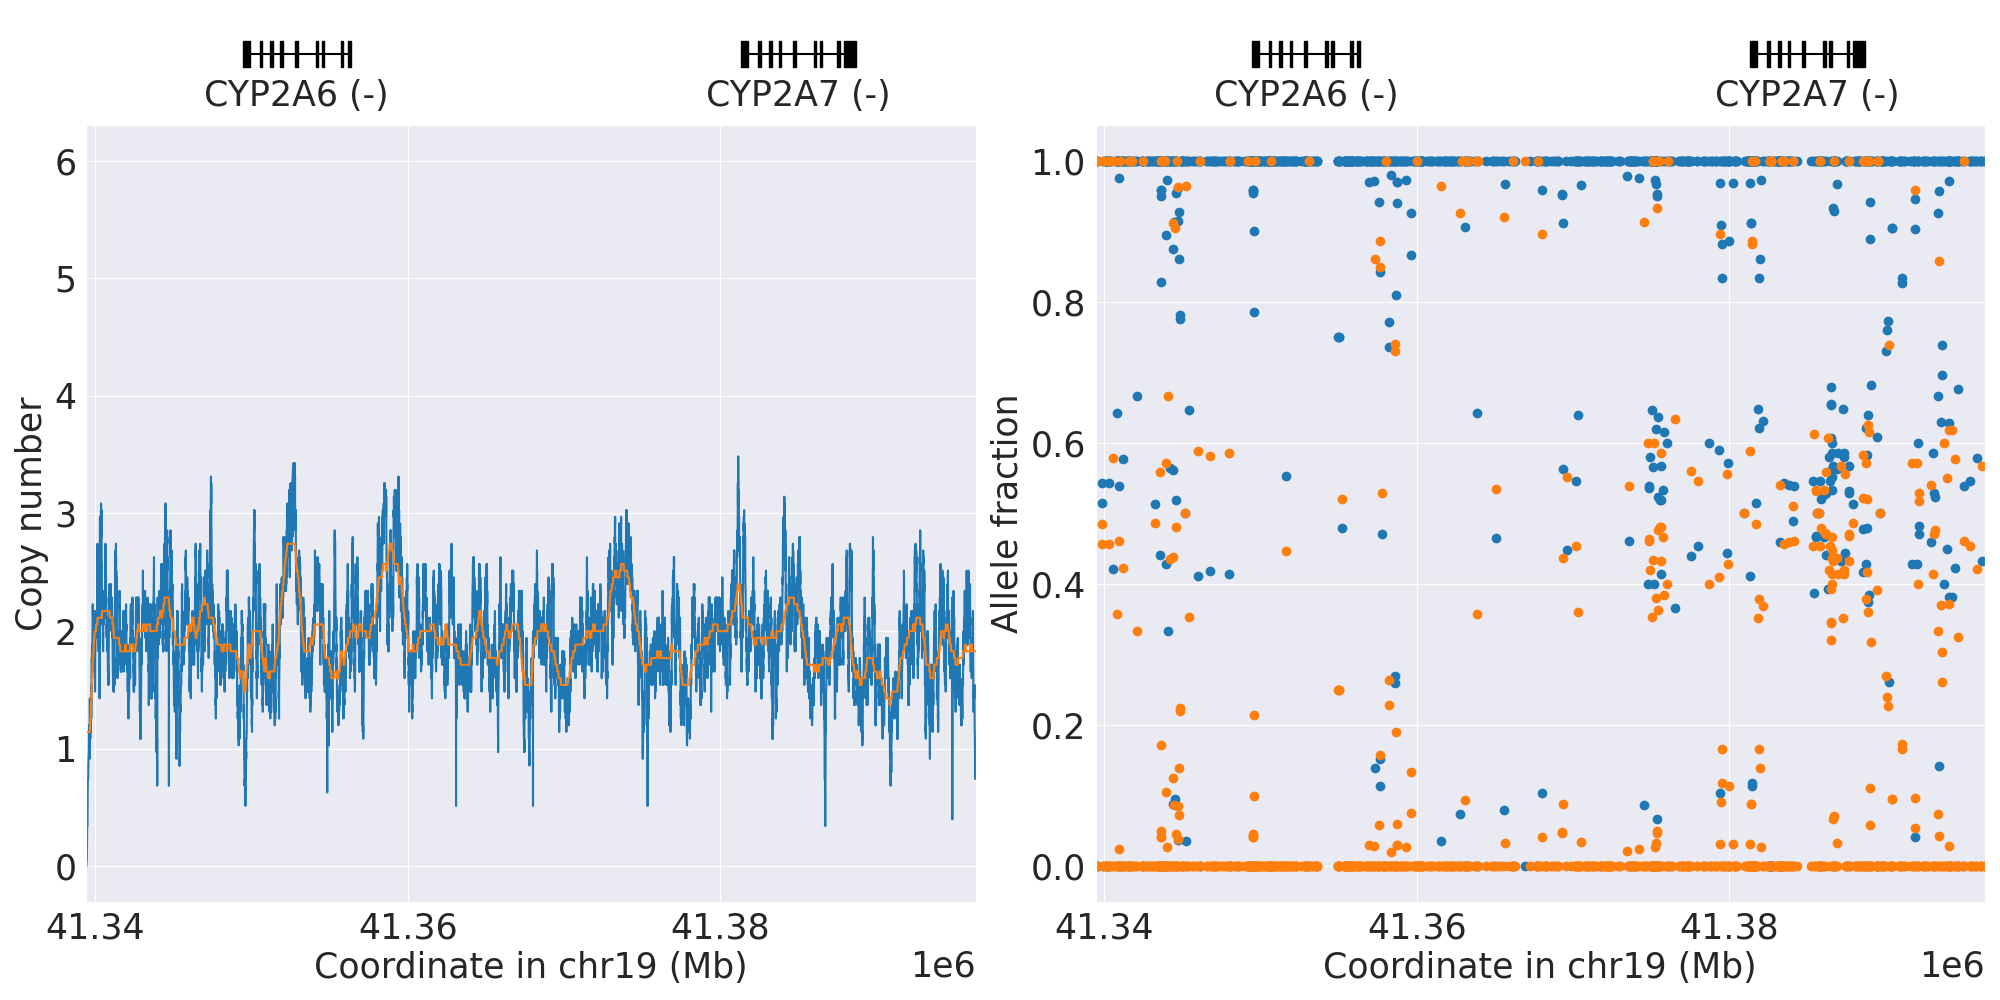 CYP2A6 (-) CYP2A7 (-)
6
5
4
3
2
1
0
Copy number
41.34 41.36 41.38
Coordinate in chr19 (Mb) 1e6
CYP2A6 (-) CYP2A7 (-)
1.0
0.8
0.6
0.4
0.2
0.0
Allele fraction
41.34 41.36 41.38
Coordinate in chr19 (Mb) 1e6